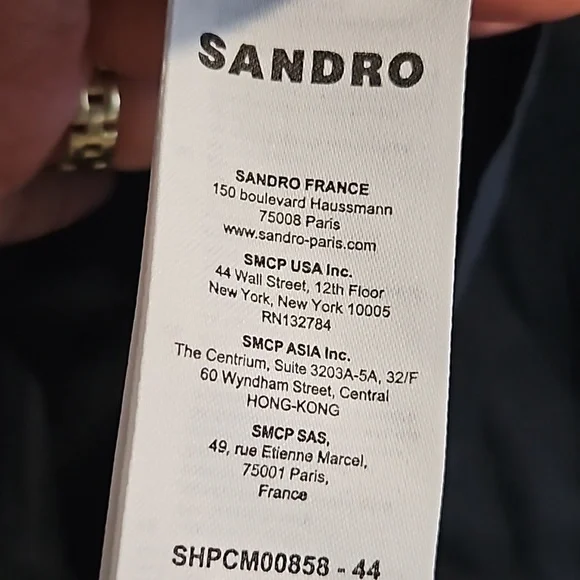 SANDRO
SANDRO FRANCE
150 boulevard Haussmann
75008 Paris
www.sandro-paris.com
SMCP USA Inc.
44 Wall Street, 12th Floor
New York, New York 10005
RN132784
SMCP ASIA Inc.
The Centrium, Suite 3203A-5A, 32/F
60 Wyndham Street, Central
HONG-KONG
SMCP SAS,
49, rue Etienne Marcel,
75001 Paris,
France
SHPCM00858 - 44